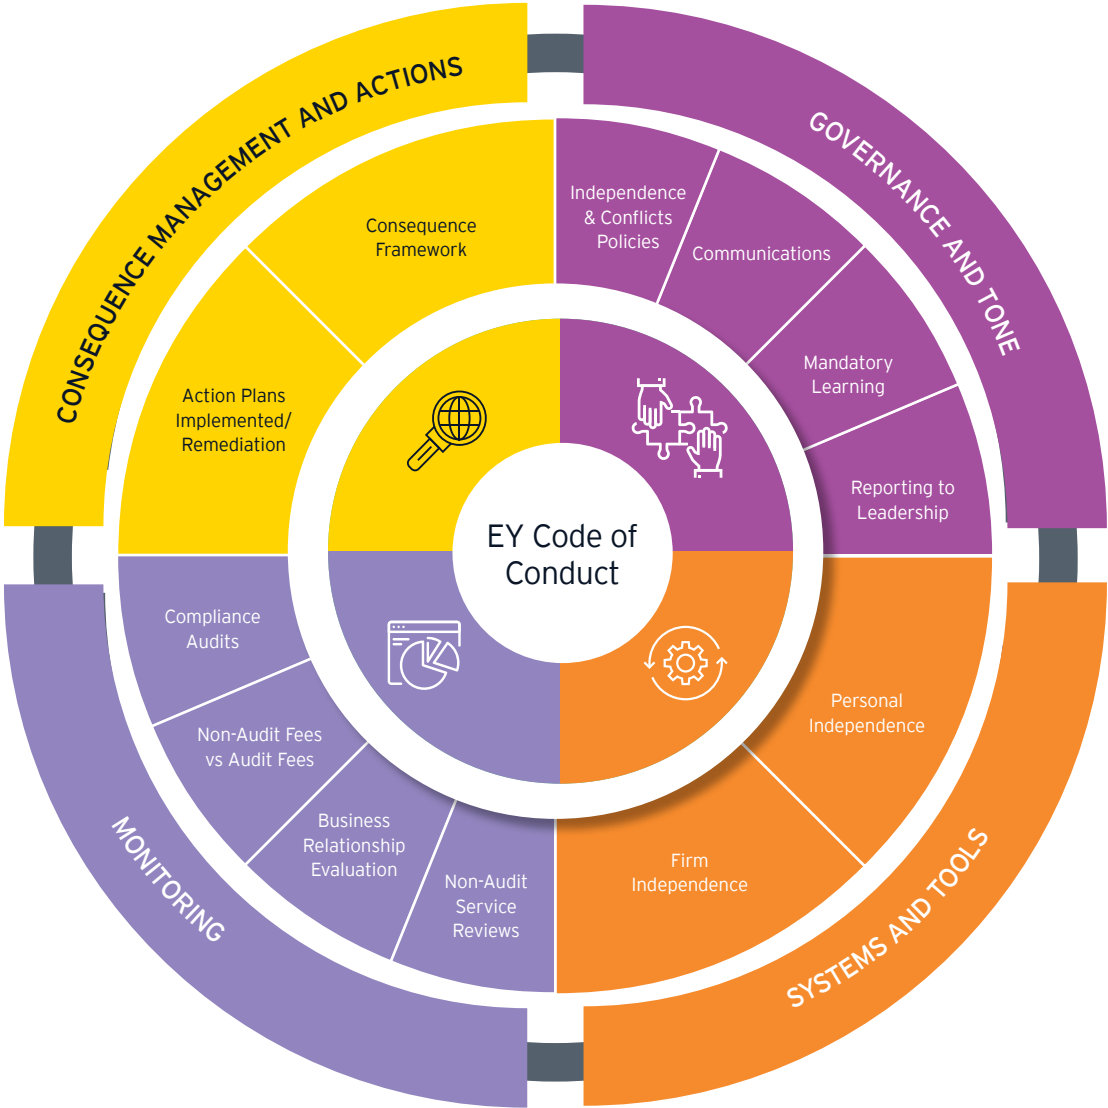 CONSEQUENCE MANAGEMENT AND ACTIONS
Consequence
Framework
Action Plans
Implemented/
Remediation
GOVERNANCE AND TONE
Independence
& Conflicts
Policies
Communications
Mandatory
Learning
Reporting to
Leadership
EY Code of
Conduct
SYSTEMS AND TOOLS
Personal
Independence
Firm
Independence
MONITORING
Non-Audit
Service
Reviews
Business
Relationship
Evaluation
Non-Audit Fees
vs Audit Fees
Compliance
Audits